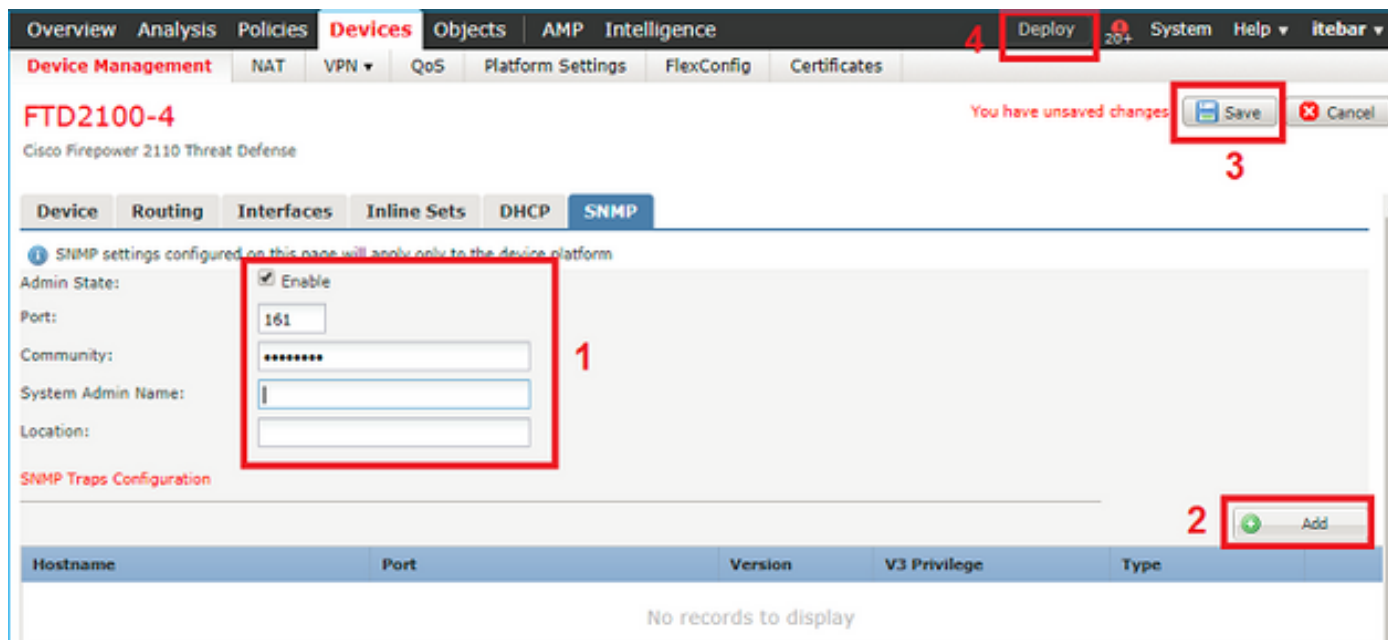 Overview Analysis Policies Devices Objects AMP Intelligence 4 Deploy 20+ System Help ▾ itebar ▾
Device Management NAT VPN ▾ QoS Platform Settings FlexConfig Certificates
FTD2100-4
You have unsaved changes Save Cancel
Cisco Firepower 2110 Threat Defense
3
Device Routing Interfaces Inline Sets DHCP SNMP
SNMP settings configured on this page will apply only to the device platform
Admin State: Enable
Port: 161
Community: ••••••••
1
System Admin Name:
Location:
SNMP Traps Configuration
2 Add
Hostname Port Version V3 Privilege Type
No records to display